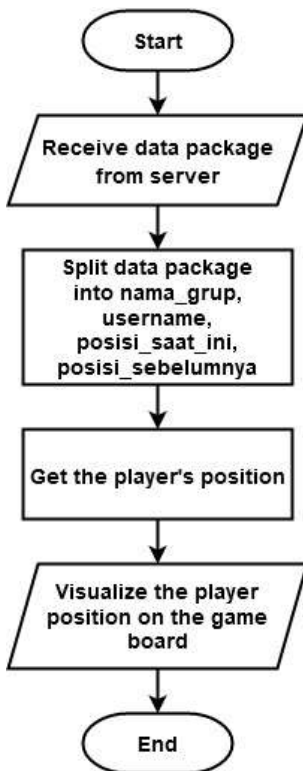 Start
Receive data package
from server
Split data package
into nama_grup,
username,
posisi_saat_ini,
posisi_sebelumnya
Get the player's position
Visualize the player
position on the game
board
End